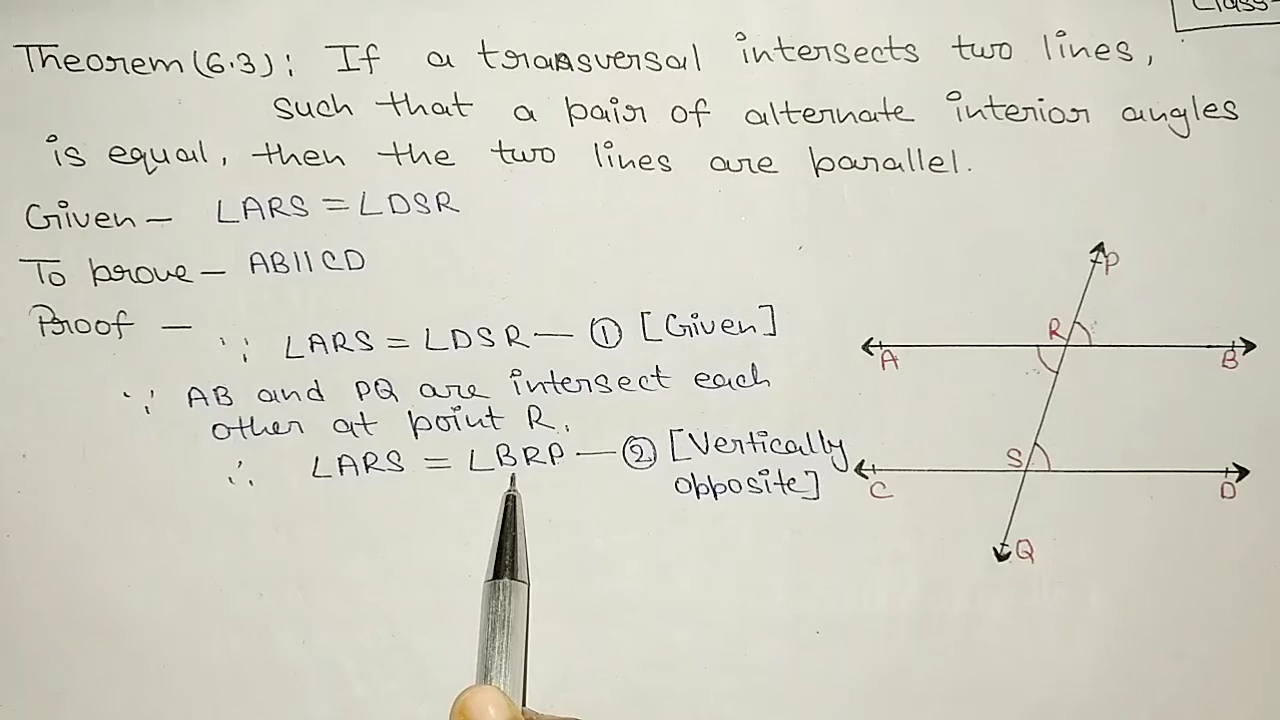 Class-
Theorem (6.3): If a transversal intersects two lines,
such that a pair of alternate interior angles
is equal, then the two lines are parallel.
Given - ∠ARS = ∠DSR
To prove - AB || CD
Proof -
∵ ∠ARS = ∠DSR — ① [Given]
∵ AB and PQ are intersect each
other at point R.
∴ ∠ARS = ∠BRP — ② [Vertically
opposite]
P
R
A
B
S
C
D
Q